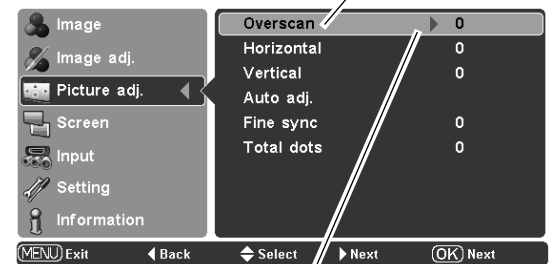 Image
Image adj.
Picture adj.
Screen
Input
Setting
Information
Overscan 0
Horizontal 0
Vertical 0
Auto adj.
Fine sync 0
Total dots 0
MENU Exit Back Select Next OK Next